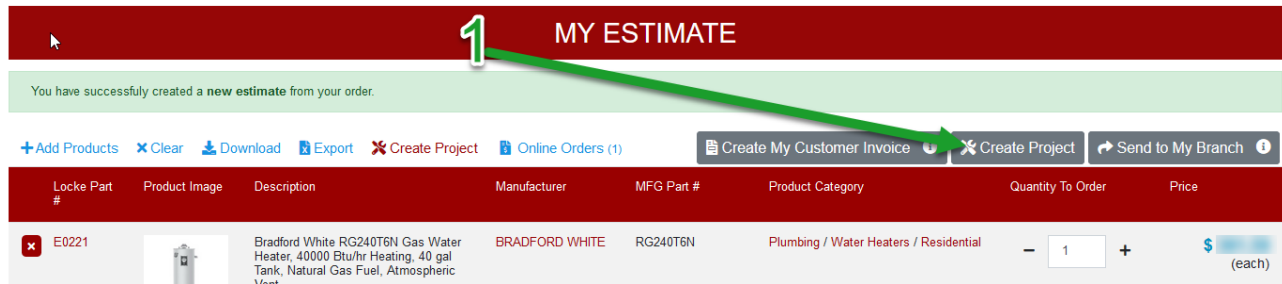 1
MY ESTIMATE
You have successfuly created a new estimate from your order.
Add Products Clear Download Export Create Project Online Orders (1) Create My Customer Invoice Create Project Send to My Branch
Locke Part # Product Image Description Manufacturer MFG Part # Product Category Quantity To Order Price
E0221 Bradford White RG240T6N Gas Water BRADFORD WHITE RG240T6N Plumbing / Water Heaters / Residential 1 $
Heater, 40000 Btu/hr Heating, 40 gal (each)
Tank, Natural Gas Fuel, Atmospheric
Vent